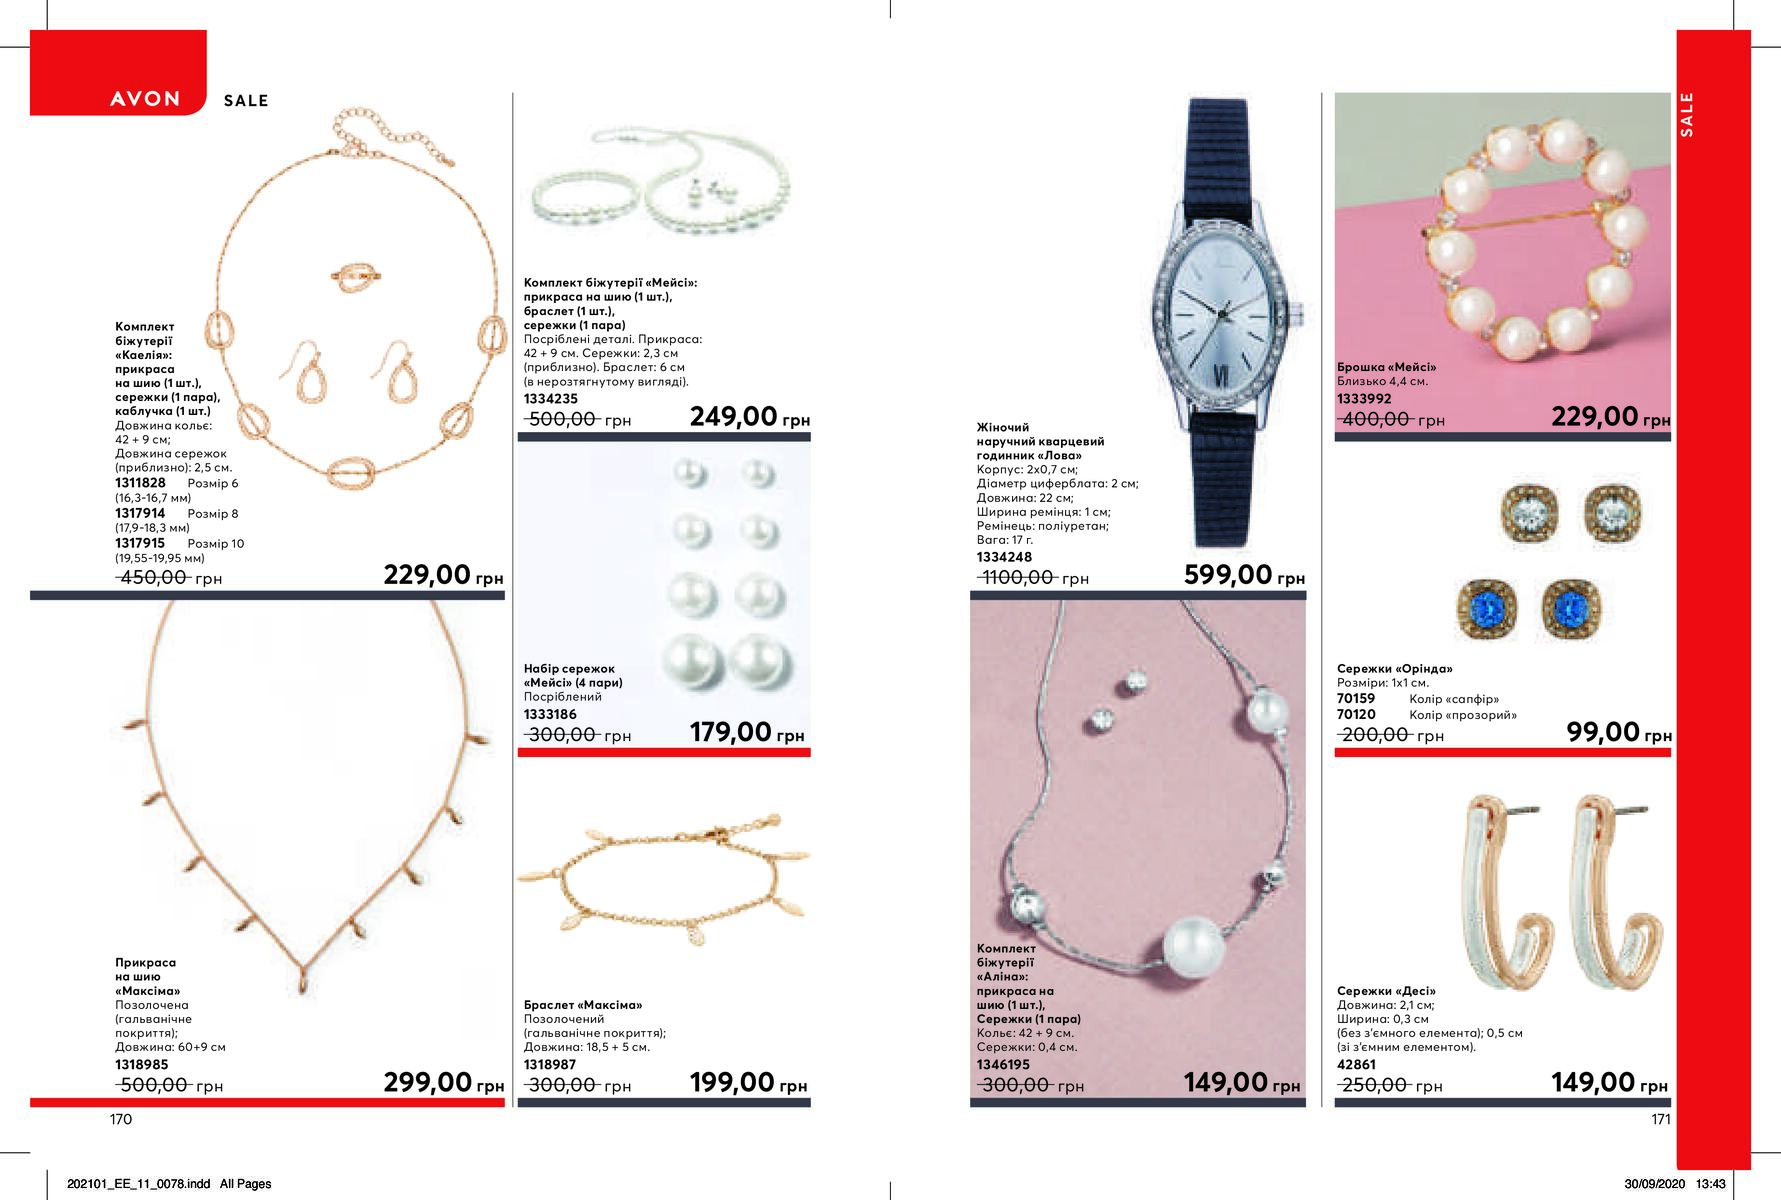 AVON
SALE
Комплект
біжутерії
«Каелія»:
прикраса
на шию (1 шт.),
сережки (1 пара),
каблучка (1 шт.)
Довжина кольє:
42 + 9 см;
Довжина сережок
(приблизно): 2,5 см.
1311828 Розмір 6
(16,3-16,7 мм)
1317914 Розмір 8
(17,9-18,3 мм)
1317915 Розмір 10
(19,55-19,95 мм)
450,00 грн 229,00 грн
Прикраса
на шию
«Максіма»
Позолочена
(гальванічне
покриття);
Довжина: 60+9 см
1318985
500,00 грн 299,00 грн
170
Комплект біжутерії «Мейсі»:
прикраса на шию (1 шт.),
браслет (1 шт.),
сережки (1 пара)
Посріблені деталі. Прикраса:
42 + 9 см. Сережки: 2,3 см
(приблизно). Браслет: 6 см
(в нерозтягнутому вигляді).
1334235
500,00 грн 249,00 грн
Набір сережок
«Мейсі» (4 пари)
Посріблений
1333186
300,00 грн 179,00 грн
Браслет «Максіма»
Позолочений
(гальванічне покриття);
Довжина: 18,5 + 5 см.
1318987
300,00 грн 199,00 грн
Жіночий
наручний кварцевий
годинник «Лова»
Корпус: 2х0,7 см;
Діаметр циферблата: 2 см;
Довжина: 22 см;
Ширина ремінця: 1 см;
Ремінець: поліуретан;
Вага: 17 г.
1334248
1100,00 грн 599,00 грн
VI
Комплект
біжутерії
«Аліна»:
прикраса на
шию (1 шт.),
Сережки (1 пара)
Кольє: 42 + 9 см.
Сережки: 0,4 см.
1346195
300,00 грн 149,00 грн
Брошка «Мейсі»
Близько 4,4 см.
1333992
400,00 грн 229,00 грн
Сережки «Орінда»
Розміри: 1х1 см.
70159 Колір «сапфір»
70120 Колір «прозорий»
200,00 грн 99,00 грн
Сережки «Десі»
Довжина: 2,1 см;
Ширина: 0,3 см
(без з’ємного елемента); 0,5 см
(зі з’ємним елементом).
42861
250,00 грн 149,00 грн
171
SALE
202101_EE_11_0078.indd All Pages
30/09/2020 13:43